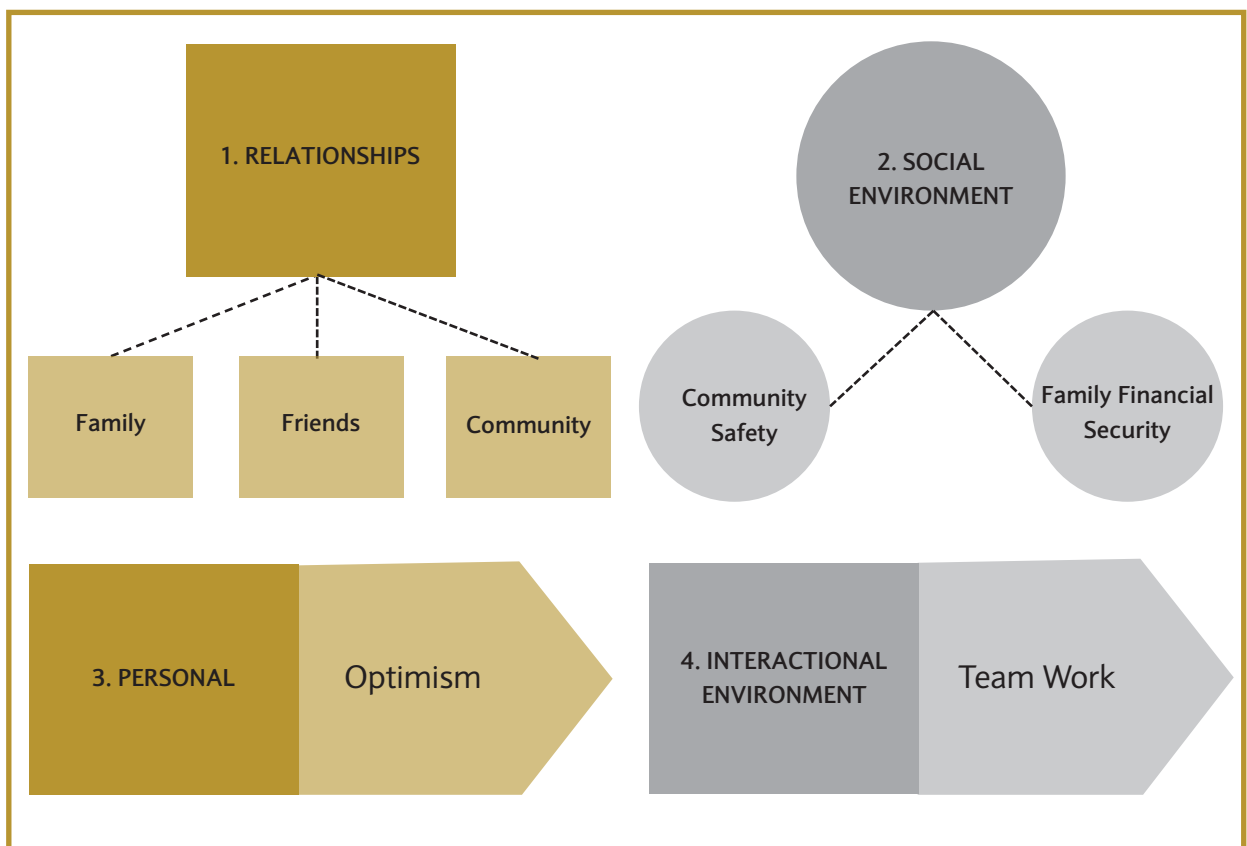 1. RELATIONSHIPS
Family
Friends
Community
2. SOCIAL
ENVIRONMENT
Community
Safety
Family Financial
Security
3. PERSONAL
Optimism
4. INTERACTIONAL
ENVIRONMENT
Team Work